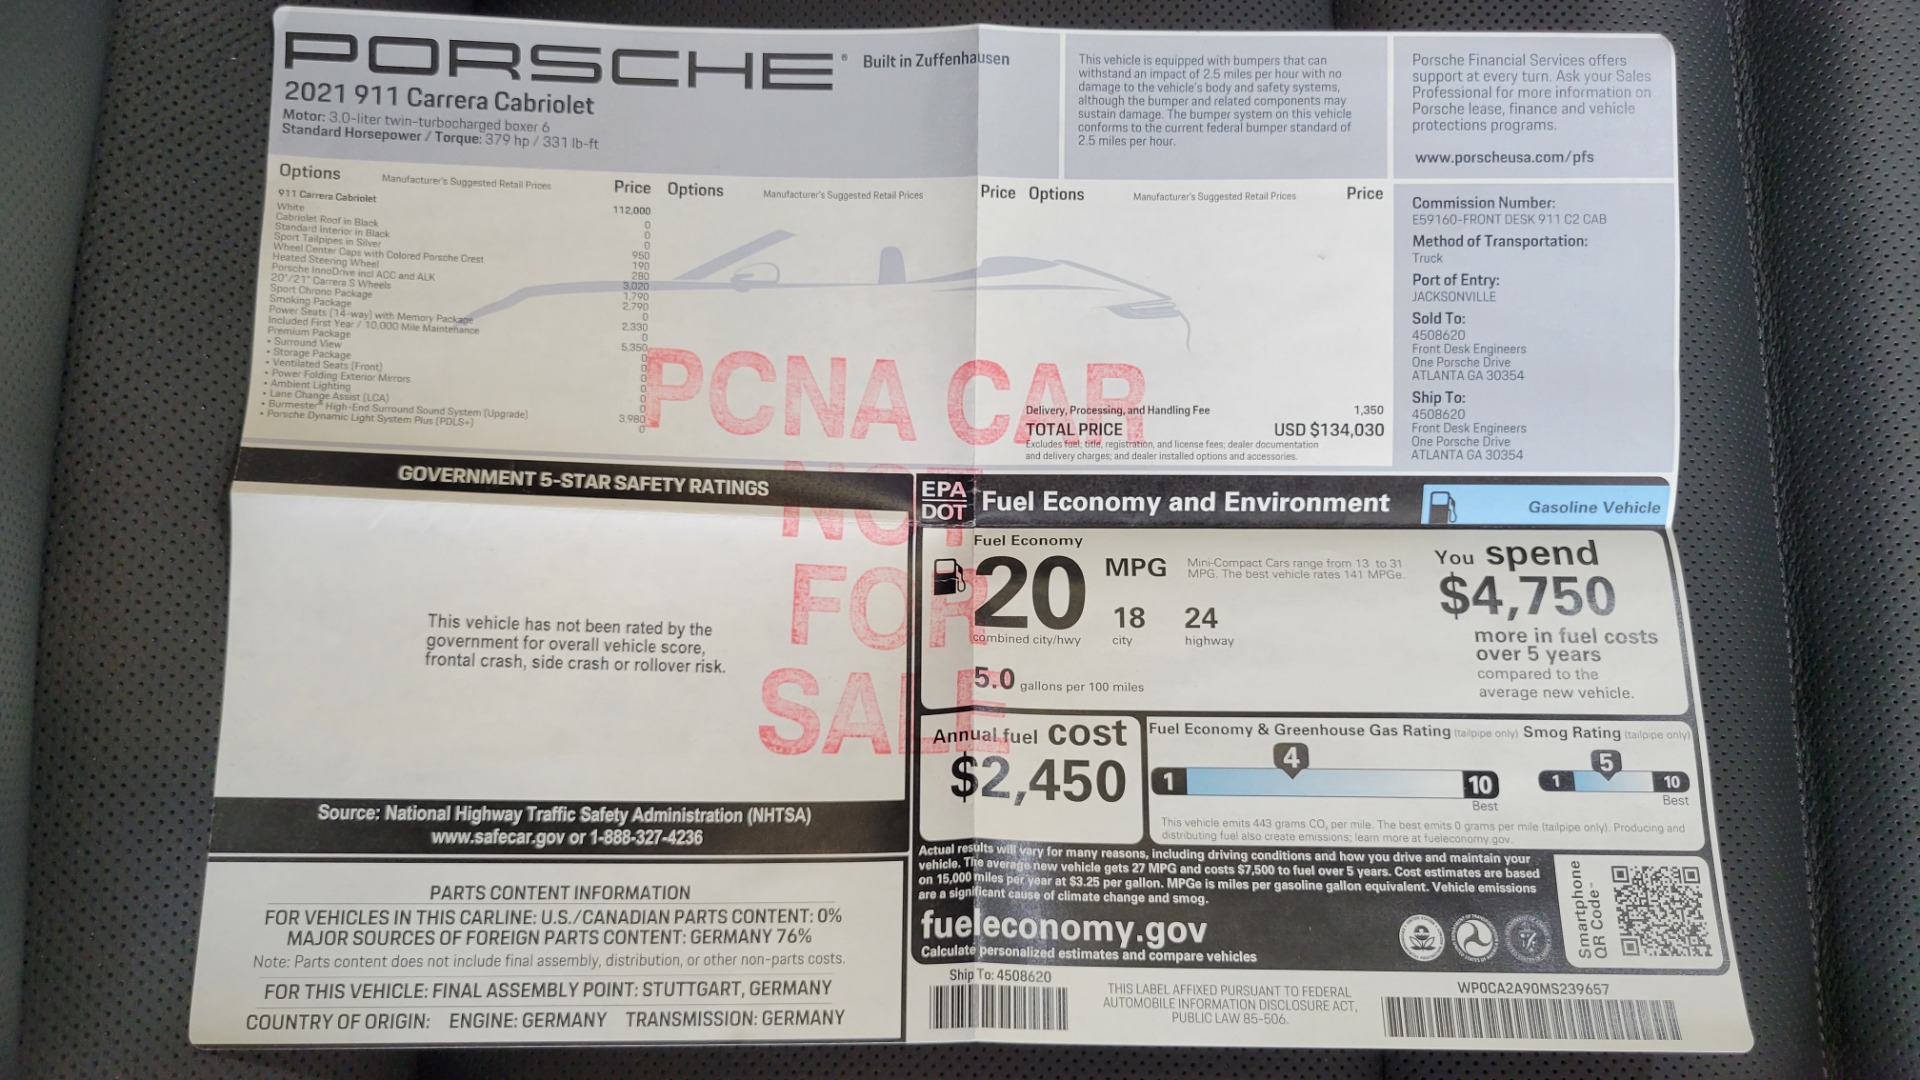 PORSCHE® Built in Zuffenhausen
2021 911 Carrera Cabriolet
Motor: 3.0-liter twin-turbocharged boxer 6
Standard Horsepower / Torque: 379 hp / 331 lb-ft
This vehicle is equipped with bumpers that can
withstand an impact of 2.5 miles per hour with no
damage to the vehicle's body and safety systems,
although the bumper and related components may
sustain damage. The bumper system on this vehicle
conforms to the current federal bumper standard of
2.5 miles per hour.
Porsche Financial Services offers
support at every turn. Ask your Sales
Professional for more information on
Porsche lease, finance and vehicle
protections programs.
www.porscheusa.com/pfs
Options Manufacturer's Suggested Retail Prices Price
911 Carrera Cabriolet 112,000
White 0
Cabriolet Roof in Black 0
Standard Interior in Black 0
Sport Tailpipes in Silver 950
Wheel Center Caps with Colored Porsche Crest 190
Heated Steering Wheel 280
Porsche InnoDrive incl ACC and ALK 3,020
20"/21" Carrera S Wheels 1,790
Sport Chrono Package 2,790
Smoking Package 0
Power Seats (14-way) with Memory Package 2,330
Included First Year / 10,000 Mile Maintenance 0
Premium Package 5,350
• Surround View 0
• Storage Package 0
• Ventilated Seats (Front) 0
• Power Folding Exterior Mirrors 0
• Ambient Lighting 0
• Lane Change Assist (LCA) 0
• Burmester® High-End Surround Sound System (Upgrade) 3,980
• Porsche Dynamic Light System Plus (PDLS+) 0
Options Manufacturer's Suggested Retail Prices Price
Options Manufacturer's Suggested Retail Prices Price
Delivery, Processing, and Handling Fee 1,350
TOTAL PRICE USD $134,030
Excludes fuel; title, registration, and license fees; dealer documentation
and delivery charges; and dealer installed options and accessories.
Commission Number:
E59160-FRONT DESK 911 C2 CAB
Method of Transportation:
Truck
Port of Entry:
JACKSONVILLE
Sold To:
4508620
Front Desk Engineers
One Porsche Drive
ATLANTA GA 30354
Ship To:
4508620
Front Desk Engineers
One Porsche Drive
ATLANTA GA 30354
PCNA CAR
NOT
FOR
SALE
GOVERNMENT 5-STAR SAFETY RATINGS
This vehicle has not been rated by the
government for overall vehicle score,
frontal crash, side crash or rollover risk.
Source: National Highway Traffic Safety Administration (NHTSA)
www.safecar.gov or 1-888-327-4236
PARTS CONTENT INFORMATION
FOR VEHICLES IN THIS CARLINE: U.S./CANADIAN PARTS CONTENT: 0%
MAJOR SOURCES OF FOREIGN PARTS CONTENT: GERMANY 76%
Note: Parts content does not include final assembly, distribution, or other non-parts costs.
FOR THIS VEHICLE: FINAL ASSEMBLY POINT: STUTTGART, GERMANY
COUNTRY OF ORIGIN: ENGINE: GERMANY TRANSMISSION: GERMANY
EPA
DOT
Fuel Economy and Environment
Gasoline Vehicle
Fuel Economy
20 MPG
combined city/hwy
18
city
24
highway
5.0 gallons per 100 miles
Mini-Compact Cars range from 13 to 31
MPG. The best vehicle rates 141 MPGe.
You spend
$4,750
more in fuel costs
over 5 years
compared to the
average new vehicle.
Annual fuel cost
$2,450
Fuel Economy & Greenhouse Gas Rating (tailpipe only)
4
1 10
Best
Smog Rating (tailpipe only)
5
1 10
Best
This vehicle emits 443 grams CO2 per mile. The best emits 0 grams per mile (tailpipe only). Producing and
distributing fuel also create emissions; learn more at fueleconomy.gov.
Actual results will vary for many reasons, including driving conditions and how you drive and maintain your
vehicle. The average new vehicle gets 27 MPG and costs $7,500 to fuel over 5 years. Cost estimates are based
on 15,000 miles per year at $3.25 per gallon. MPGe is miles per gasoline gallon equivalent. Vehicle emissions
are a significant cause of climate change and smog.
fueleconomy.gov
Calculate personalized estimates and compare vehicles
Smartphone
QR Code™
Ship To: 4508620
THIS LABEL AFFIXED PURSUANT TO FEDERAL
AUTOMOBILE INFORMATION DISCLOSURE ACT,
PUBLIC LAW 85-506.
WP0CA2A90MS239657